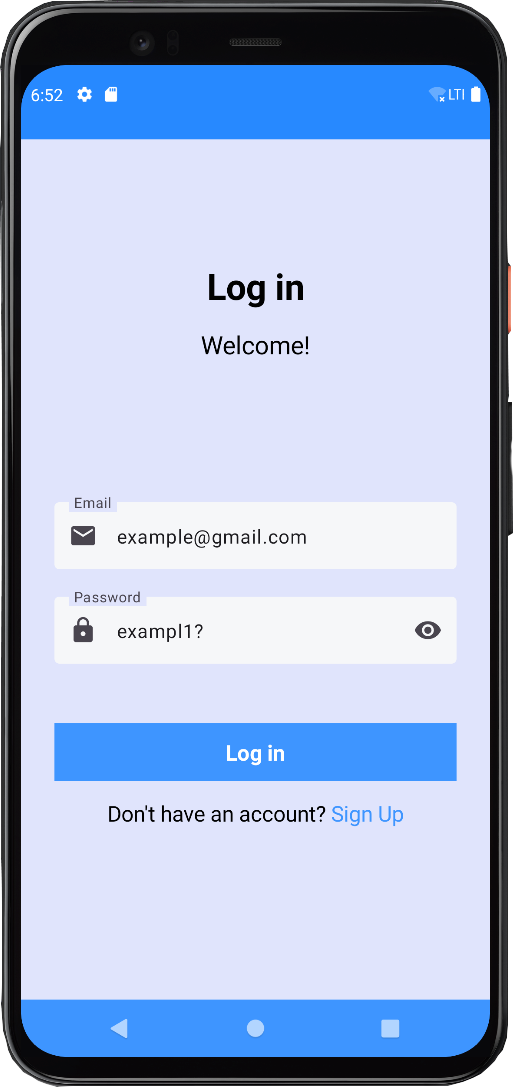 6:52 LTI
Log in
Welcome!
Email
example@gmail.com
Password
exampl1?
Log in
Don't have an account? Sign Up